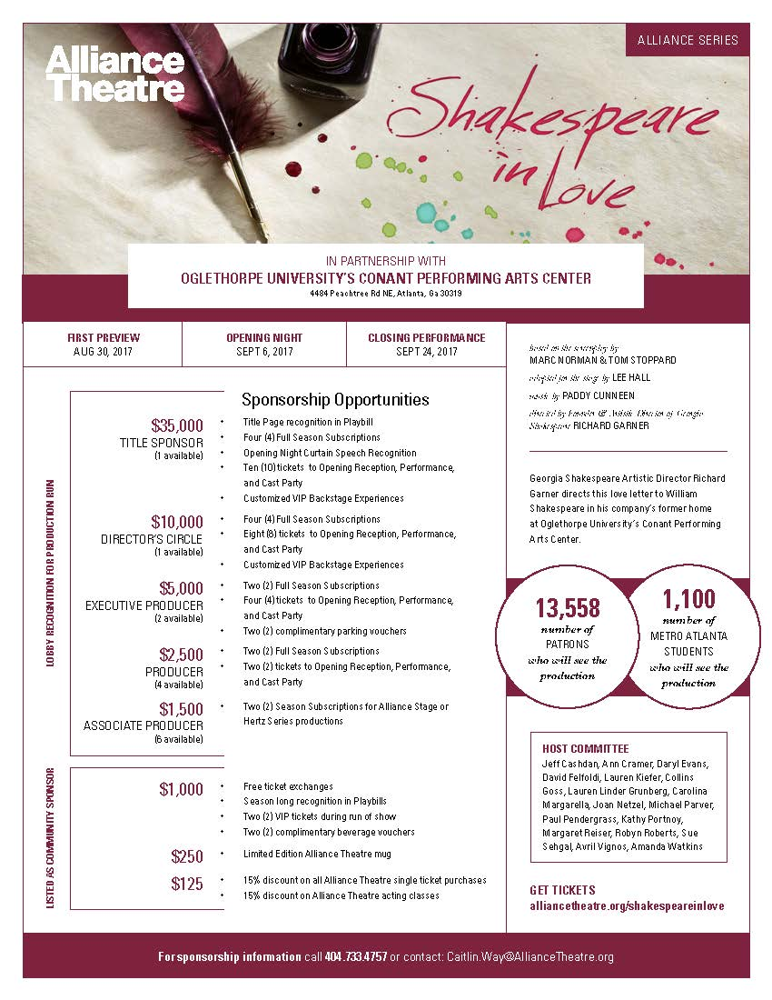 Alliance
Theatre
ALLIANCE SERIES
Shakespeare
in Love
IN PARTNERSHIP WITH
OGLETHORPE UNIVERSITY'S CONANT PERFORMING ARTS CENTER
4484 Peachtree Rd NE, Atlanta, Ga 30319
FIRST PREVIEW
AUG 30, 2017
OPENING NIGHT
SEPT 6, 2017
CLOSING PERFORMANCE
SEPT 24, 2017
Sponsorship Opportunities
LOBBY RECOGNITION FOR PRODUCTION RUN
$35,000
TITLE SPONSOR
(1 available)
• Title Page recognition in Playbill
• Four (4) Full Season Subscriptions
• Opening Night Curtain Speech Recognition
• Ten (10) tickets to Opening Reception, Performance,
and Cast Party
• Customized VIP Backstage Experiences
$10,000
DIRECTOR'S CIRCLE
(1 available)
• Four (4) Full Season Subscriptions
• Eight (8) tickets to Opening Reception, Performance,
and Cast Party
• Customized VIP Backstage Experiences
$5,000
EXECUTIVE PRODUCER
(2 available)
• Two (2) Full Season Subscriptions
• Four (4) tickets to Opening Reception, Performance,
and Cast Party
• Two (2) complimentary parking vouchers
$2,500
PRODUCER
(4 available)
• Two (2) Full Season Subscriptions
• Two (2) tickets to Opening Reception, Performance,
and Cast Party
$1,500
ASSOCIATE PRODUCER
(6 available)
• Two (2) Season Subscriptions for Alliance Stage or
Hertz Series productions
LISTED AS COMMUNITY SPONSOR
$1,000
• Free ticket exchanges
• Season long recognition in Playbills
• Two (2) VIP tickets during run of show
• Two (2) complimentary beverage vouchers
$250
• Limited Edition Alliance Theatre mug
$125
• 15% discount on all Alliance Theatre single ticket purchases
• 15% discount on Alliance Theatre acting classes
based on the screenplay by
MARC NORMAN & TOM STOPPARD
adapted for the stage by LEE HALL
music by PADDY CUNNEEN
directed by Founder & Artistic Director of Georgia
Shakespeare RICHARD GARNER
Georgia Shakespeare Artistic Director Richard
Garner directs this love letter to William
Shakespeare in his company's former home
at Oglethorpe University's Conant Performing
Arts Center.
13,558
number of
PATRONS
who will see the
production
1,100
number of
METRO ATLANTA
STUDENTS
who will see the
production
HOST COMMITTEE
Jeff Cashdan, Ann Cramer, Daryl Evans,
David Felfoldi, Lauren Kiefer, Collins
Goss, Lauren Linder Grunberg, Carolina
Margarella, Joan Netzel, Michael Parver,
Paul Pendergrass, Kathy Portnoy,
Margaret Reiser, Robyn Roberts, Sue
Sehgal, Avril Vignos, Amanda Watkins
GET TICKETS
alliancetheatre.org/shakespeareinlove
For sponsorship information call 404.733.4757 or contact: Caitlin.Way@AllianceTheatre.org